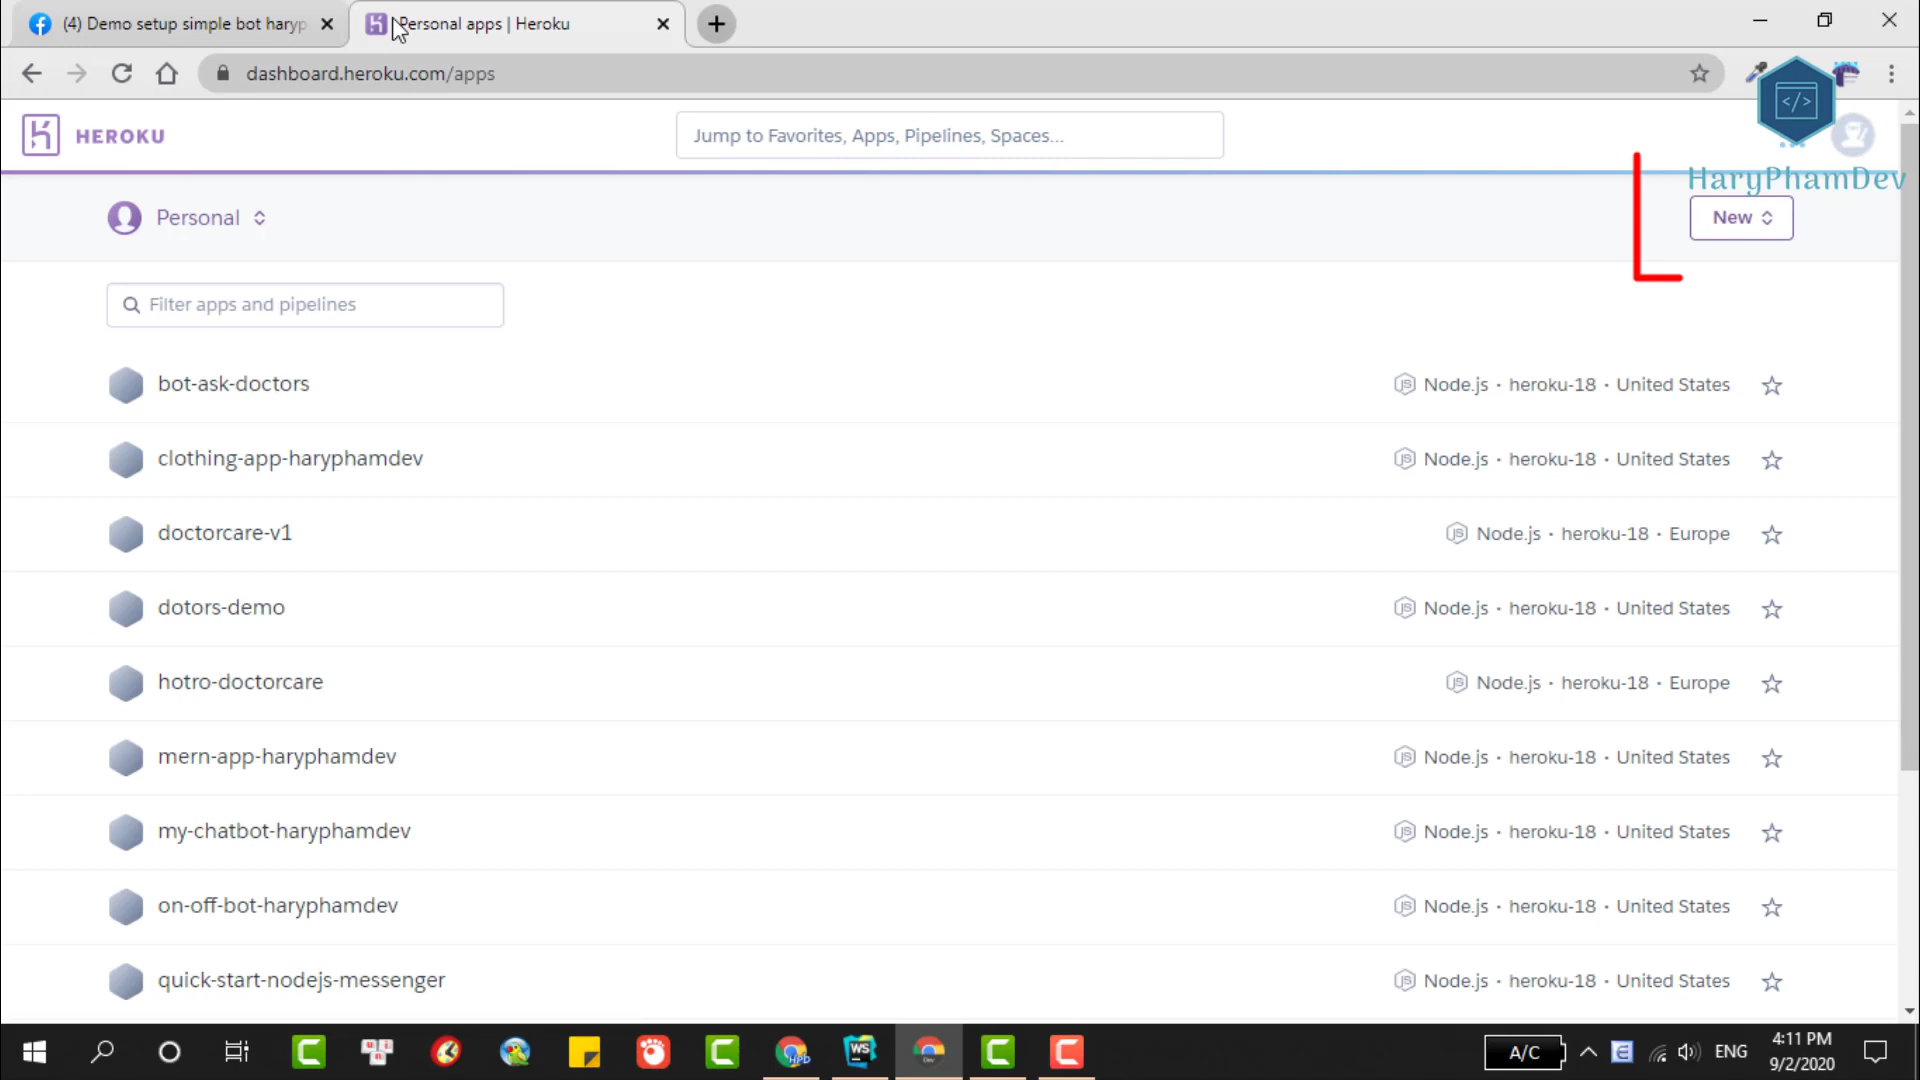 (4) Demo setup simple bot haryp
Personal apps | Heroku
dashboard.heroku.com/apps
HEROKU
Jump to Favorites, Apps, Pipelines, Spaces...
HaryPhamDev
Personal
New
Filter apps and pipelines
bot-ask-doctors
Node.js • heroku-18 • United States
clothing-app-haryphamdev
Node.js • heroku-18 • United States
doctorcare-v1
Node.js • heroku-18 • Europe
dotors-demo
Node.js • heroku-18 • United States
hotro-doctorcare
Node.js • heroku-18 • Europe
mern-app-haryphamdev
Node.js • heroku-18 • United States
my-chatbot-haryphamdev
Node.js • heroku-18 • United States
on-off-bot-haryphamdev
Node.js • heroku-18 • United States
quick-start-nodejs-messenger
Node.js • heroku-18 • United States
A/C
ENG
4:11 PM
9/2/2020